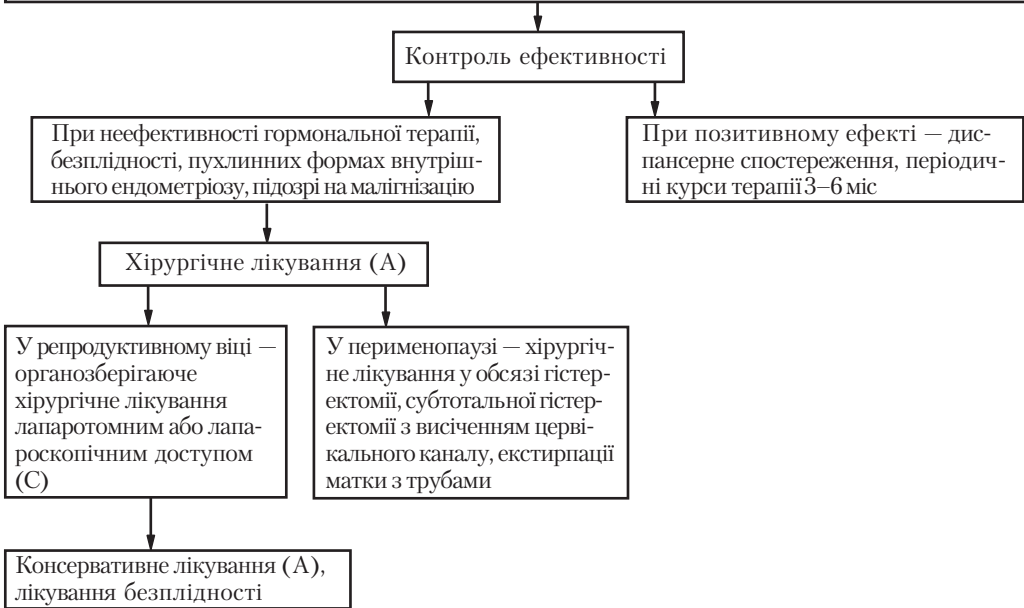 Контроль ефективності
При неефективності гормональної терапії,
безплідності, пухлинних формах внутріш-
нього ендометріозу, підозрі на малігнізацію
При позитивному ефекті — дис-
пансерне спостереження, періодич-
ні курси терапії 3–6 міс
Хірургічне лікування (А)
У репродуктивному віці —
органозберігаюче
хірургічне лікування
лапаротомним або лапа-
роскопічним доступом
(С)
У перименопаузі — хірургіч-
не лікування у обсязі гістер-
ектомії, субтотальної гістер-
ектомії з висіченням церві-
кального каналу, екстирпації
матки з трубами
Консервативне лікування (А),
лікування безплідності